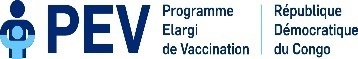 PEV
Programme
Elargi
de Vaccination
République
Démocratique
du Congo